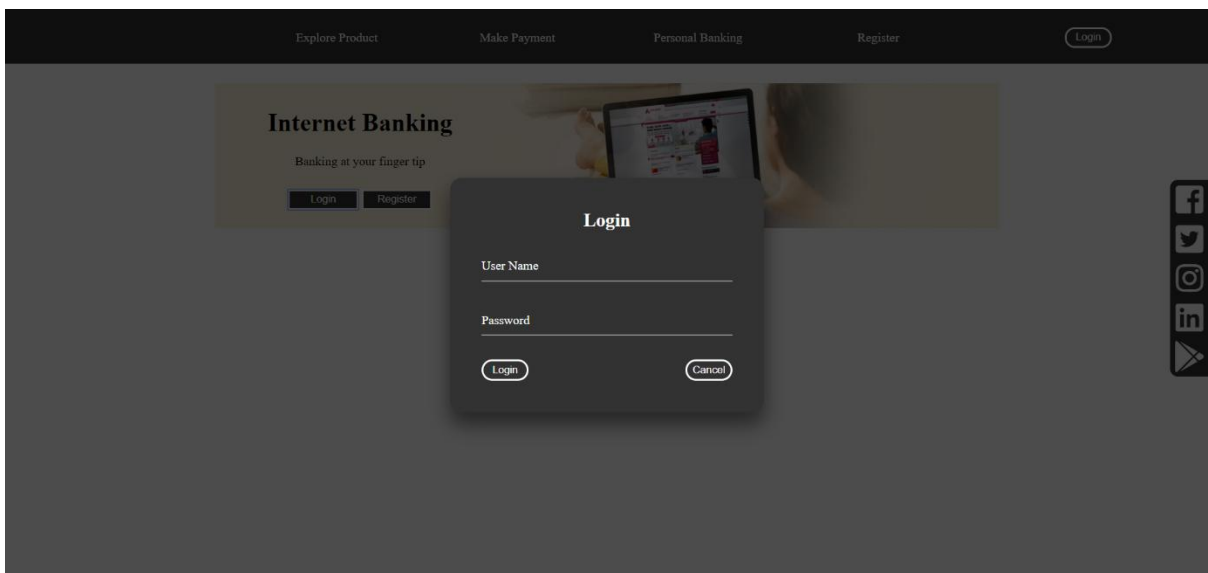 Explore Product
Make Payment
Personal Banking
Register
Login
Internet Banking
Banking at your finger tip
Login
Register
Login
User Name
Password
Login
Cancel